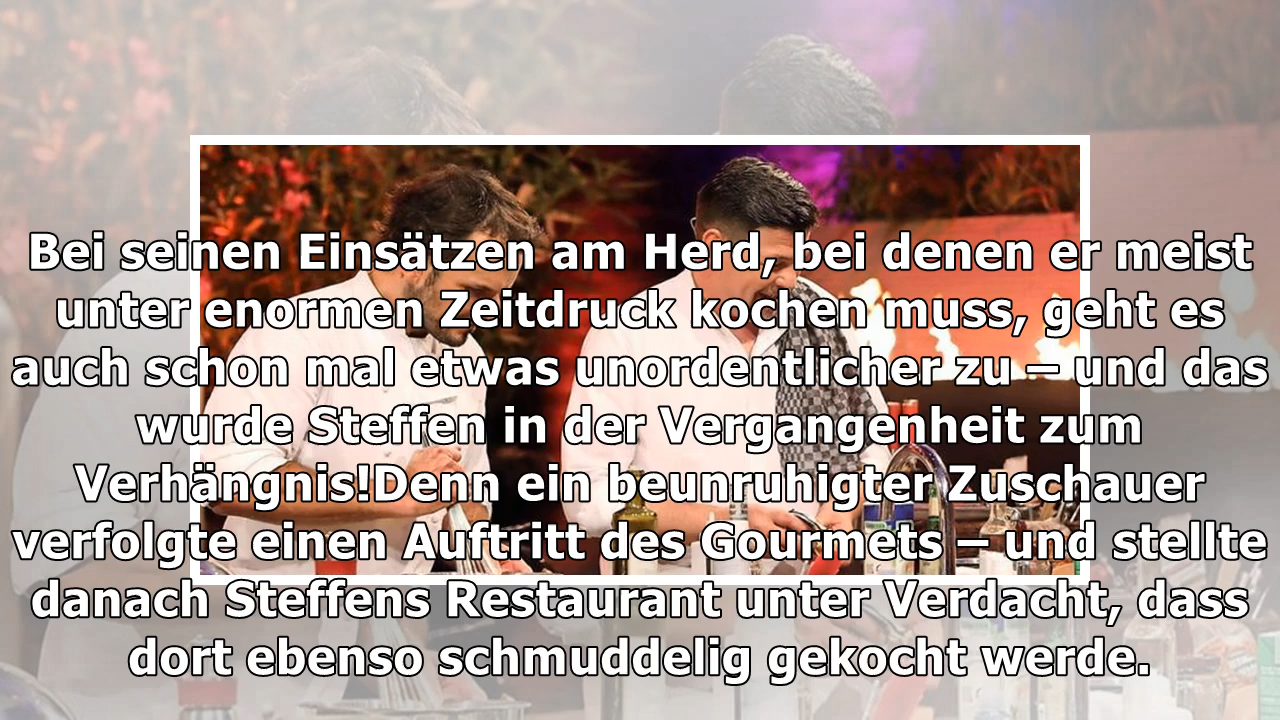 Bei seinen Einsätzen am Herd, bei denen er meist
unter enormen Zeitdruck kochen muss, geht es
auch schon mal etwas unordentlicher zu – und das
wurde Steffen in der Vergangenheit zum
Verhängnis!Denn ein beunruhigter Zuschauer
verfolgte einen Auftritt des Gourmets – und stellte
danach Steffens Restaurant unter Verdacht, dass
dort ebenso schmuddelig gekocht werde.